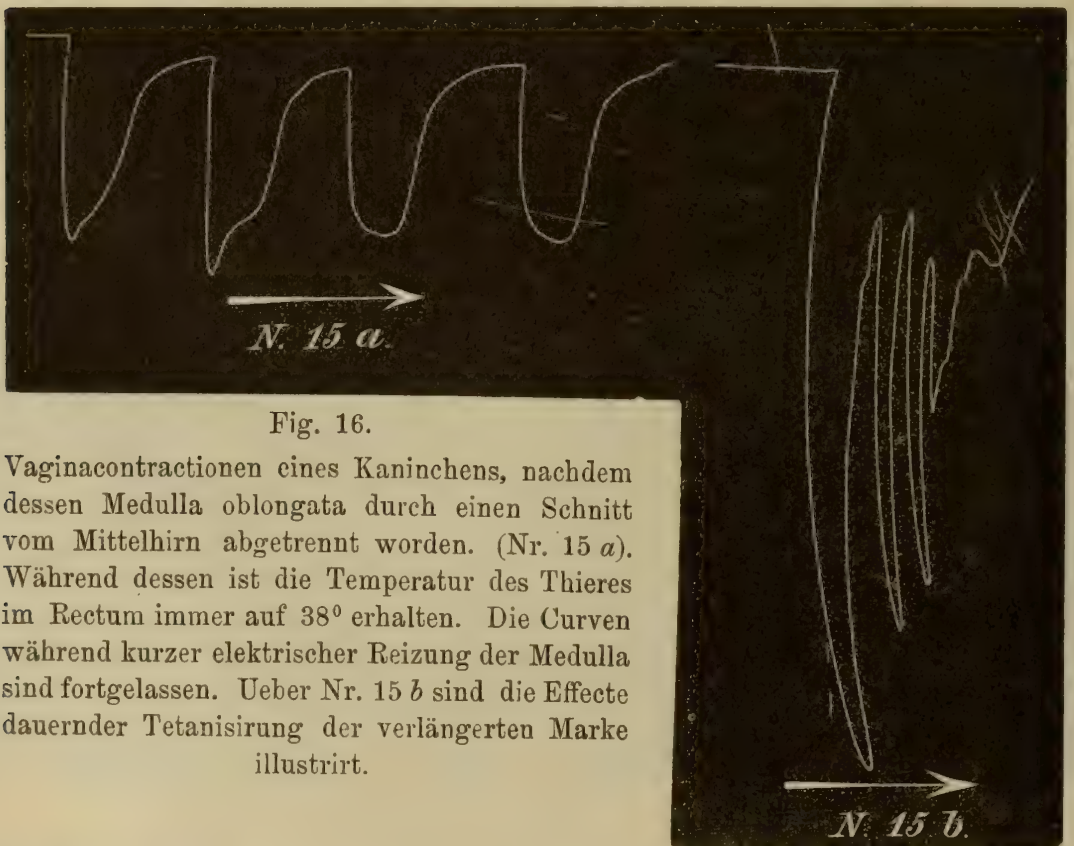 N. 15 a.
Fig. 16.
Vaginacontractionen eines Kaninchens, nachdem
dessen Medulla oblongata durch einen Schnitt
vom Mittelhirn abgetrennt worden. (Nr. 15 a).
Während dessen ist die Temperatur des Thieres
im Rectum immer auf 38⁰ erhalten. Die Curven
während kurzer elektrischer Reizung der Medulla
sind fortgelassen. Ueber Nr. 15 b sind die Effecte
dauernder Tetanisirung der verlängerten Marke
illustrirt.
N. 15 b.